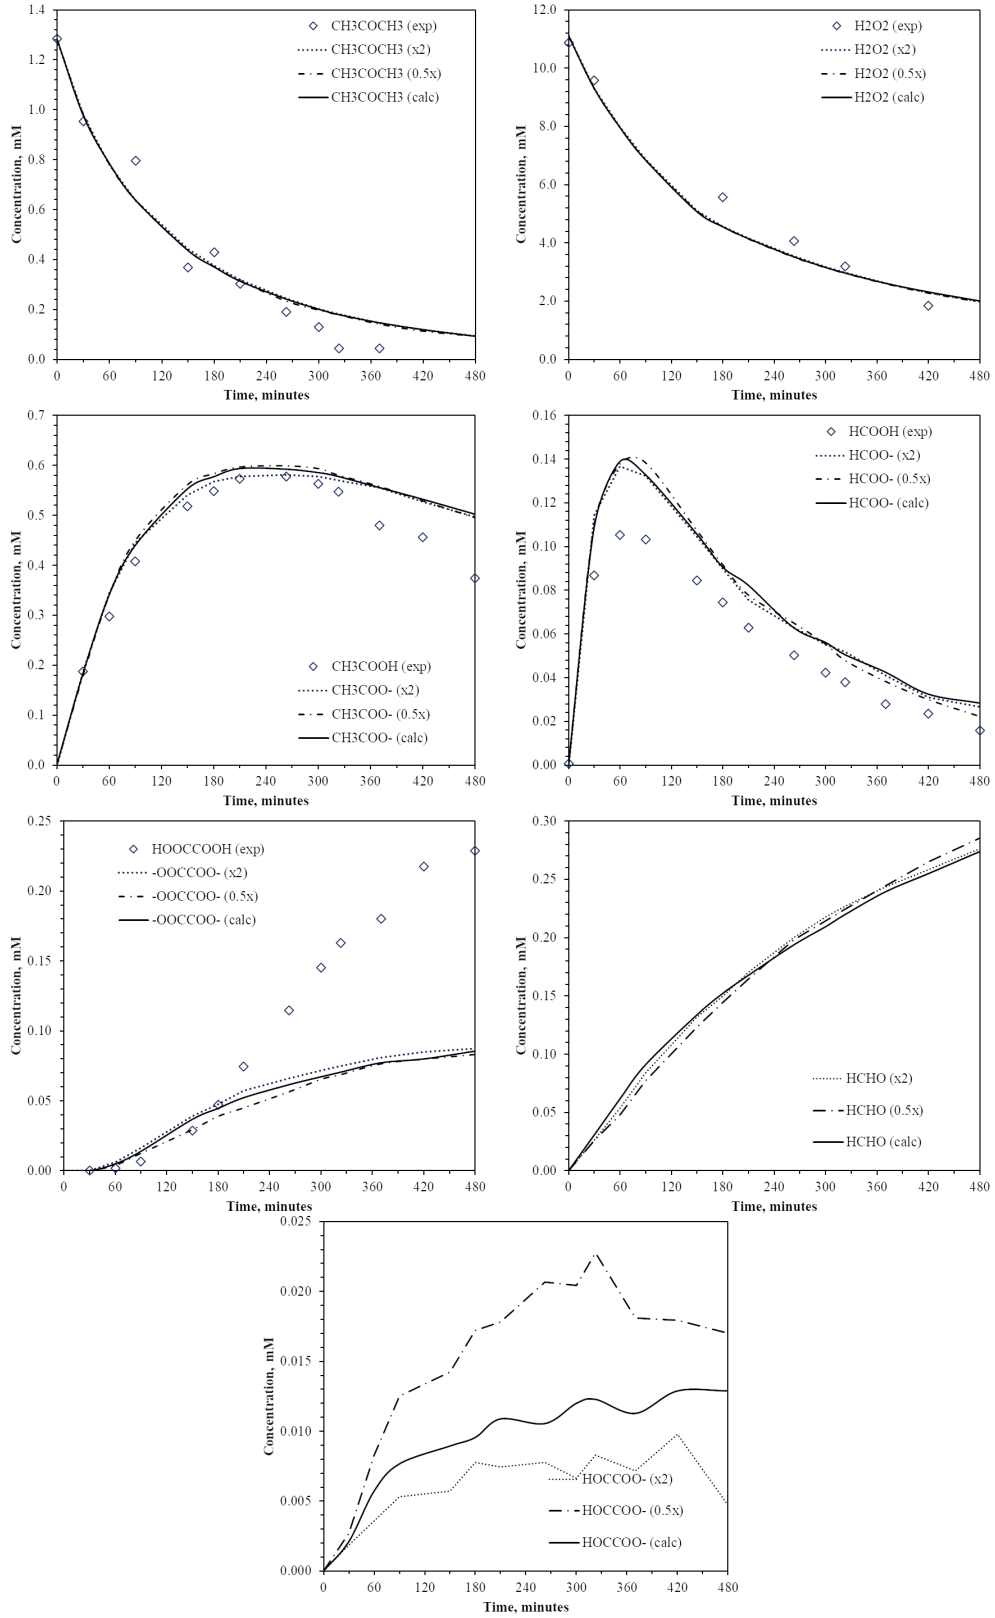 1.4
1.2
1.0
0.8
0.6
0.4
0.2
0.0
Concentration, mM
CH3COCH3 (exp)
CH3COCH3 (x2)
CH3COCH3 (0.5x)
CH3COCH3 (calc)
0 60 120 180 240 300 360 420 480
Time, minutes
12.0
10.0
8.0
6.0
4.0
2.0
0.0
Concentration, mM
H2O2 (exp)
H2O2 (x2)
H2O2 (0.5x)
H2O2 (calc)
0 60 120 180 240 300 360 420 480
Time, minutes
0.7
0.6
0.5
0.4
0.3
0.2
0.1
0.0
Concentration, mM
CH3COOH (exp)
CH3COO- (x2)
CH3COO- (0.5x)
CH3COO- (calc)
0 60 120 180 240 300 360 420 480
Time, minutes
0.16
0.14
0.12
0.10
0.08
0.06
0.04
0.02
0.00
Concentration, mM
HCOOH (exp)
HCOO- (x2)
HCOO- (0.5x)
HCOO- (calc)
0 60 120 180 240 300 360 420 480
Time, minutes
0.25
0.20
0.15
0.10
0.05
0.00
Concentration, mM
HOOCCOOH (exp)
-OOCCOO- (x2)
-OOCCOO- (0.5x)
-OOCCOO- (calc)
0 60 120 180 240 300 360 420 480
Time, minutes
0.30
0.25
0.20
0.15
0.10
0.05
0.00
Concentration, mM
HCHO (x2)
HCHO (0.5x)
HCHO (calc)
0 60 120 180 240 300 360 420 480
Time, minutes
0.025
0.020
0.015
0.010
0.005
0.000
Concentration, mM
HOCCOO- (x2)
HOCCOO- (0.5x)
HOCCOO- (calc)
0 60 120 180 240 300 360 420 480
Time, minutes